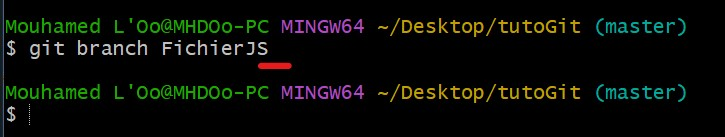 Mouhamed L'Oo@MHDOo-PC MINGW64 ~/Desktop/tutoGit (master)
$ git branch FichierJS
Mouhamed L'Oo@MHDOo-PC MINGW64 ~/Desktop/tutoGit (master)
$